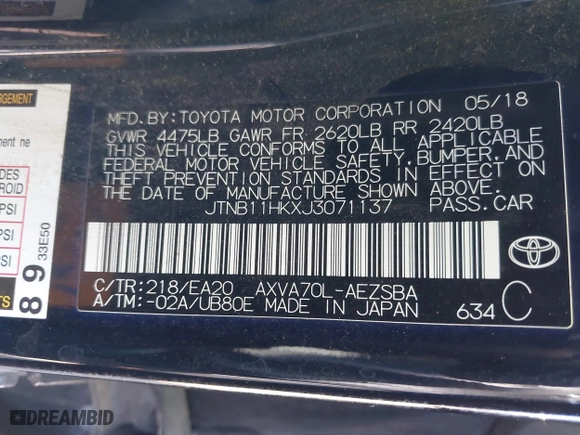 MFD.BY:TOYOTA MOTOR CORPORATION 05/18
GVWR 4475LB GAWR FR 2620LB RR 2420LB
THIS VEHICLE CONFORMS TO ALL APPLICABLE
FEDERAL MOTOR VEHICLE SAFETY,BUMPER,AND
THEFT PREVENTION STANDARDS IN EFFECT ON
THE DATE OF MANUFACTURE SHOWN ABOVE.
JTNB11HKXJ3071137 PASS.CAR
C/TR:218/EA20 AXVA70L-AEZSBA
A/TM:-02A/UB80E MADE IN JAPAN 634 C
TOYOTA
89
33E50
PSI
PSI
PSI
DREAMBID